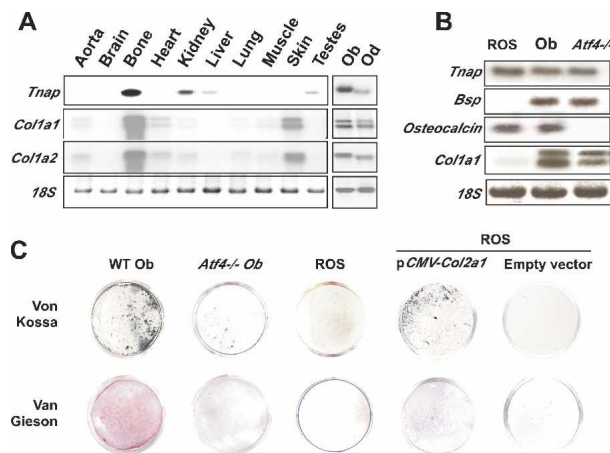 A
Aorta Brain Bone Heart Kidney Liver Lung Muscle Skin Testes Ob Od
Tnap
Col1a1
Col1a2
18S
B
ROS Ob Atf4-/-
Tnap
Bsp
Osteocalcin
Col1a1
18S
C
ROS
WT Ob Atf4-/- Ob ROS pCMV-Col2a1 Empty vector
Von
Kossa
Van
Gieson